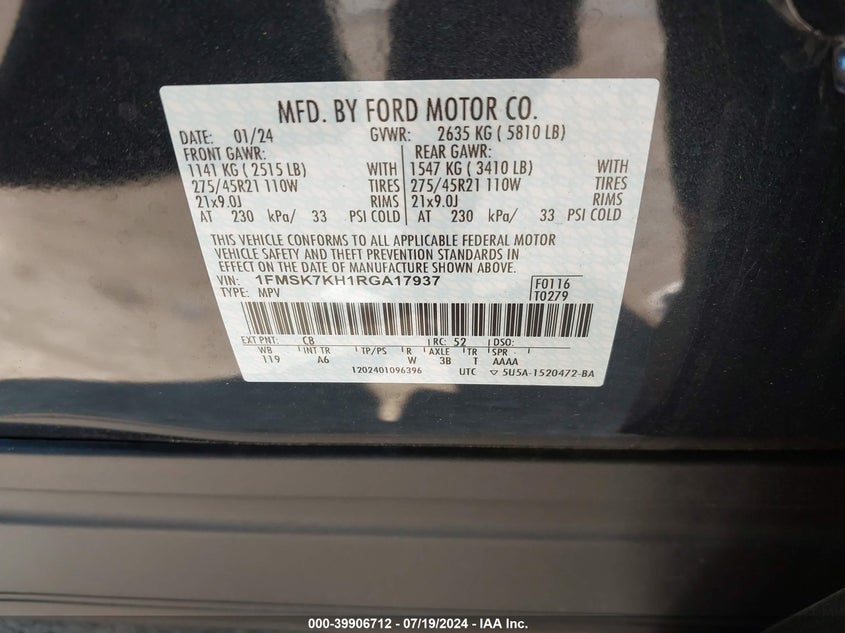 MFD. BY FORD MOTOR CO.
DATE: 01/24 GVWR: 2635 KG ( 5810 LB)
FRONT GAWR: REAR GAWR:
1141 KG ( 2515 LB) WITH 1547 KG ( 3410 LB) WITH
275/45R21 110W TIRES 275/45R21 110W TIRES
21x9.0J RIMS 21x9.0J RIMS
AT 230 kPa/ 33 PSI COLD AT 230 kPa/ 33 PSI COLD
THIS VEHICLE CONFORMS TO ALL APPLICABLE FEDERAL MOTOR
VEHICLE SAFETY AND THEFT PREVENTION STANDARDS IN
EFFECT ON THE DATE OF MANUFACTURE SHOWN ABOVE.
VIN: 1FMSK7KH1RGA17937 F0116
TYPE: MPV T0279
EXT PNT: CB RC: 52 DSO:
WB INT TR TP/PS R AXLE TR SPR
119 A6 W 3B T AAAA
1202401096396 UTC ▽ 5U5A-1520472-BA
000-39906712 - 07/19/2024 - IAA Inc.